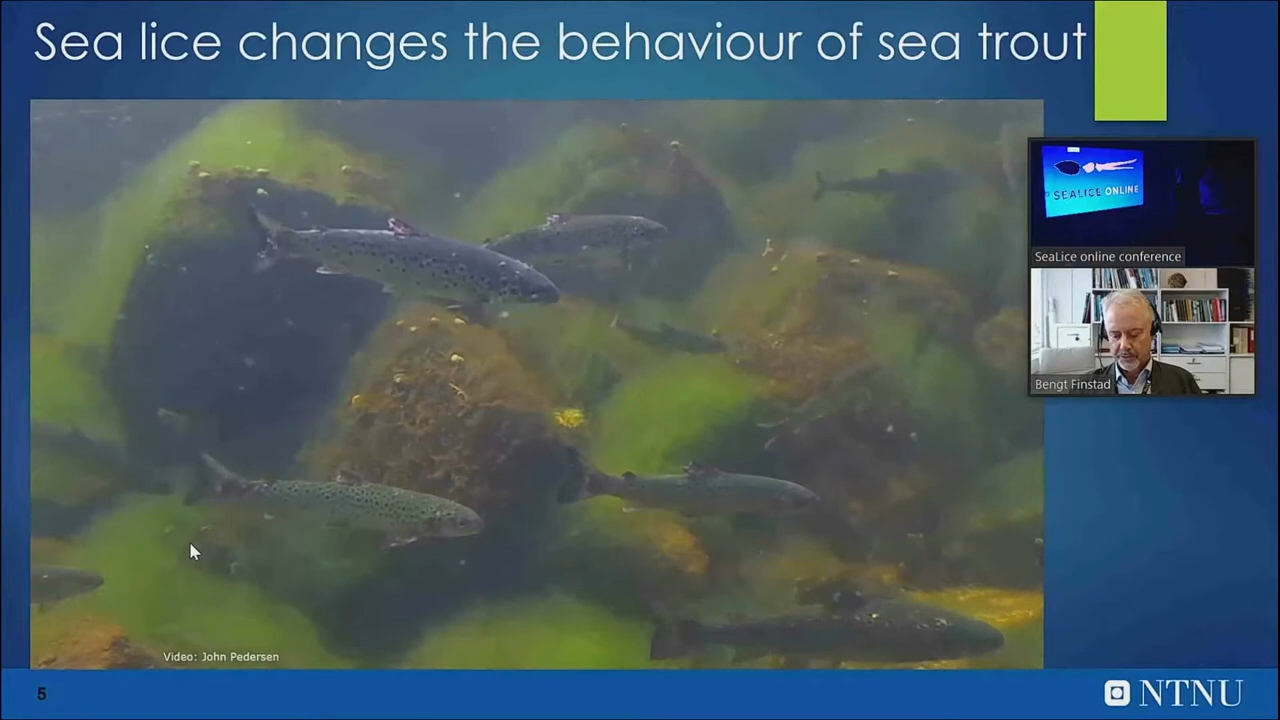 Sea lice changes the behaviour of sea trout
SEALICE ONLINE
SeaLice online conference
Bengt Finstad
Video: John Pedersen
5
NTNU